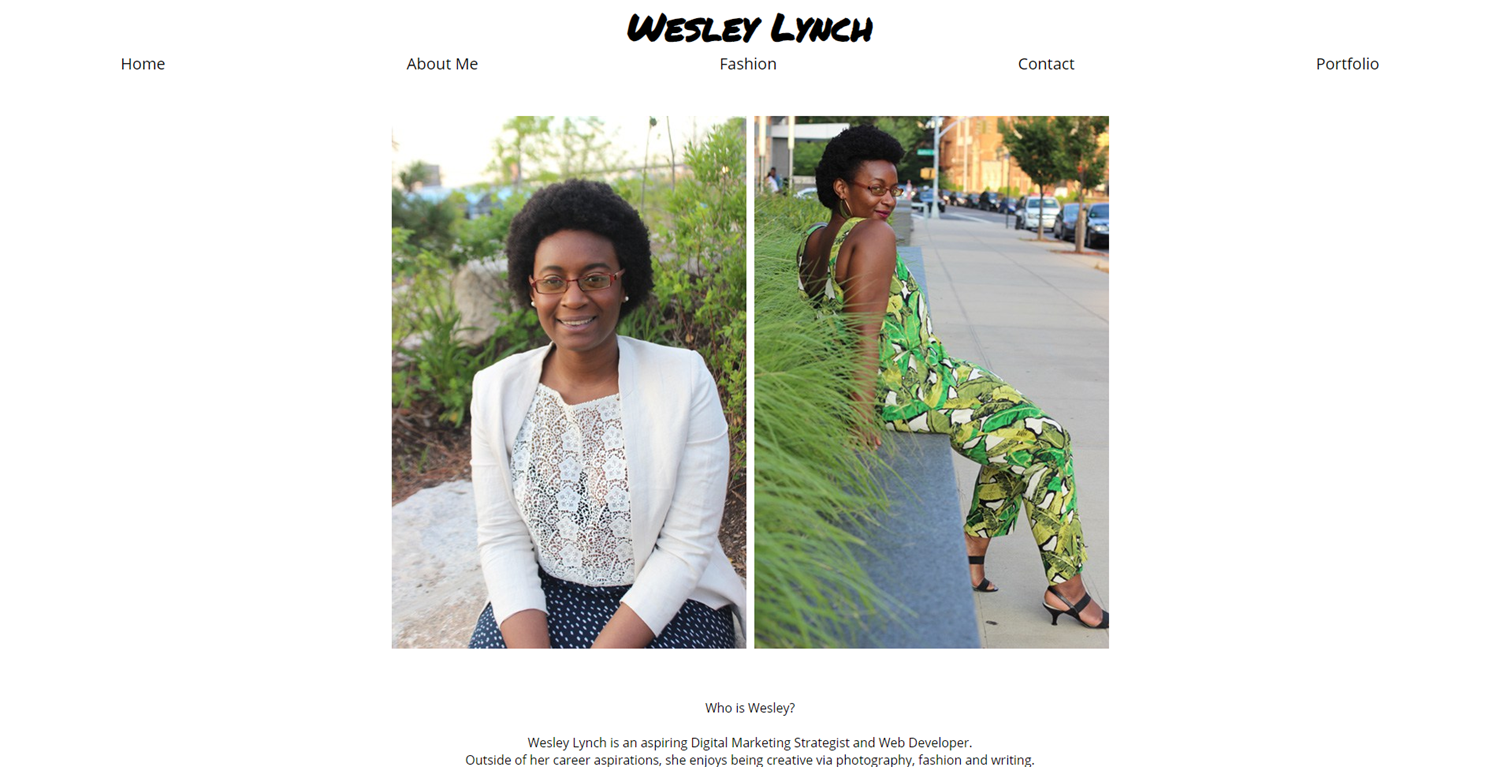 Wesley Lynch
Home About Me Fashion Contact Portfolio
Who is Wesley?
Wesley Lynch is an aspiring Digital Marketing Strategist and Web Developer.
Outside of her career aspirations, she enjoys being creative via photography, fashion and writing.